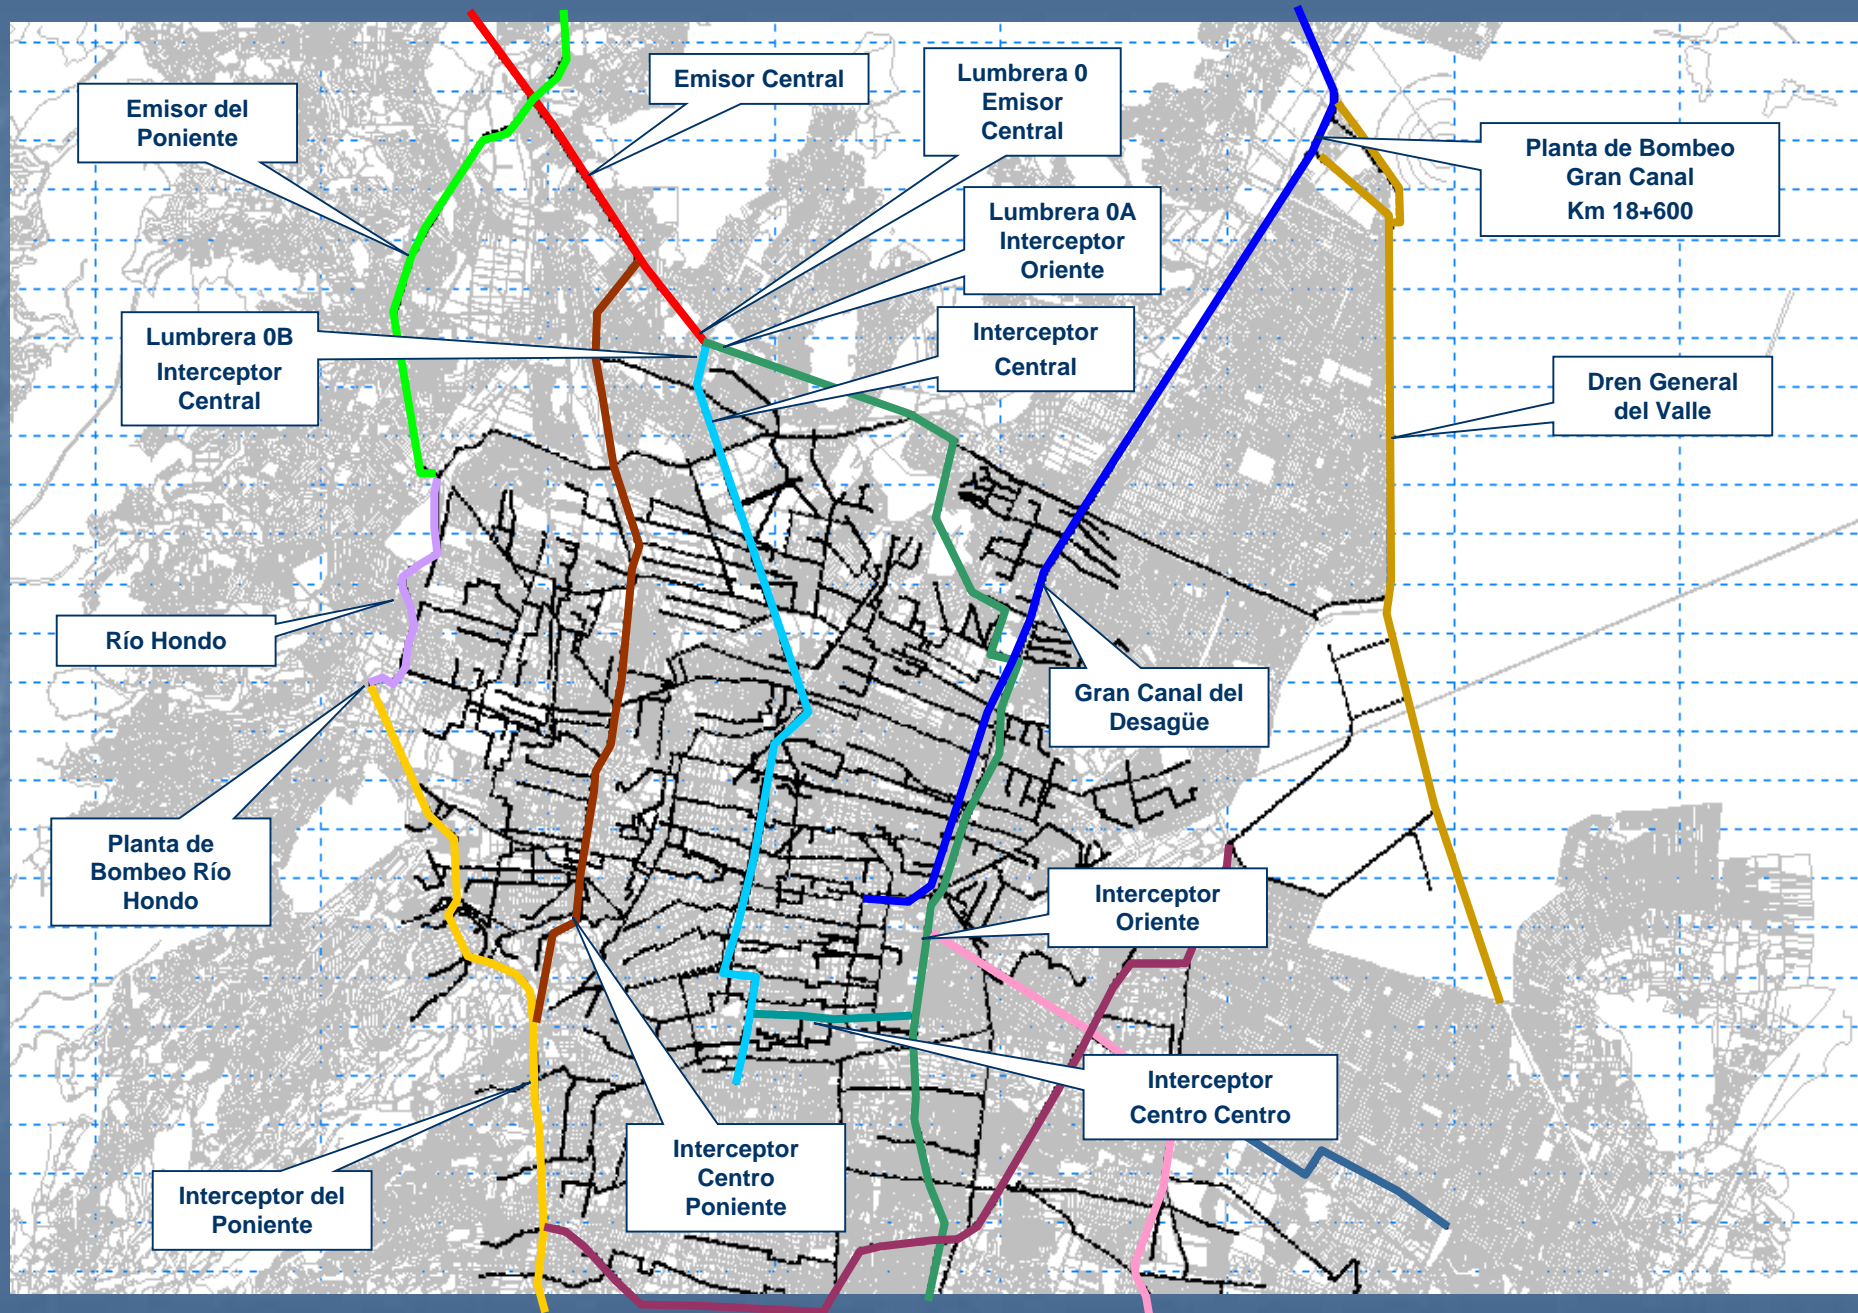 Emisor Central
Lumbrera 0
Emisor
Central
Emisor del
Poniente
Planta de Bombeo
Gran Canal
Km 18+600
Lumbrera 0A
Interceptor
Oriente
Lumbrera 0B
Interceptor
Central
Interceptor
Central
Dren General
del Valle
Río Hondo
Gran Canal del
Desagüe
Planta de
Bombeo Río
Hondo
Interceptor
Oriente
Interceptor
Centro Centro
Interceptor
Centro
Poniente
Interceptor del
Poniente